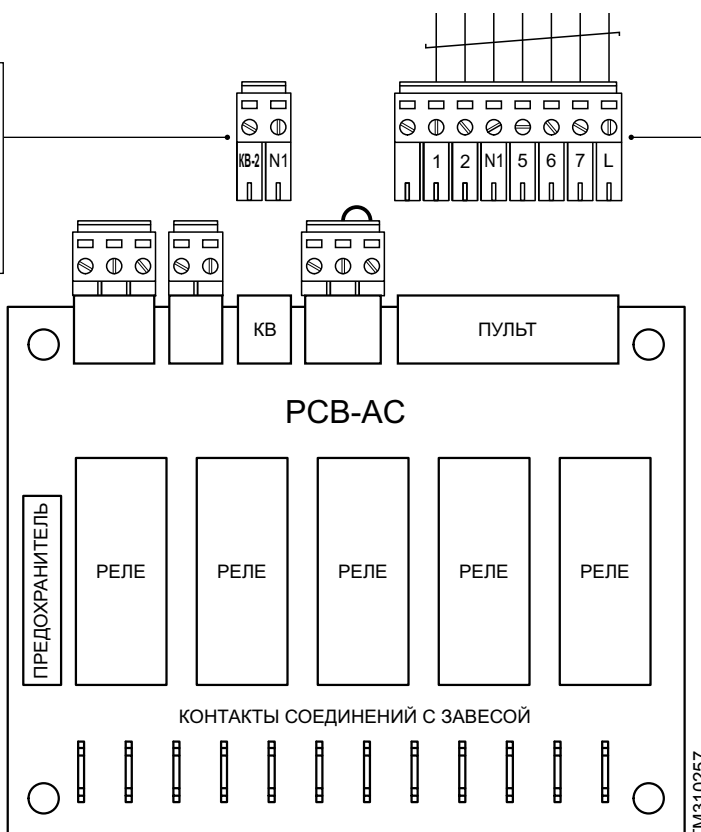 КВ-2 N1
1 2 N1 5 6 7 L
КВ
ПУЛЬТ
PCB-AC
ПРЕДОХРАНИТЕЛЬ
РЕЛЕ РЕЛЕ РЕЛЕ РЕЛЕ РЕЛЕ
КОНТАКТЫ СОЕДИНЕНИЙ С ЗАВЕСОЙ